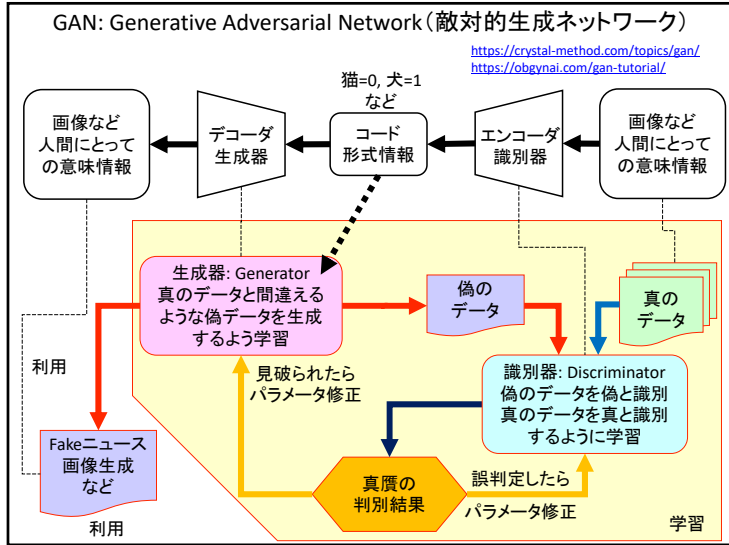 GAN: Generative Adversarial Network(敵対的生成ネットワーク)
https://crystal-method.com/topics/gan/
https://obgynai.com/gan-tutorial/
猫=0, 犬=1
など
画像など
人間にとって
の意味情報
デコーダ
生成器
コード
形式情報
エンコーダ
識別器
画像など
人間にとって
の意味情報
生成器: Generator
真のデータと間違える
ような偽データを生成
するよう学習
偽の
データ
真の
データ
利用
見破られたら
パラメータ修正
識別器: Discriminator
偽のデータを偽と識別
真のデータを真と識別
するように学習
Fakeニュース
画像生成
など
真贋の
判別結果
誤判定したら
パラメータ修正
利用
学習